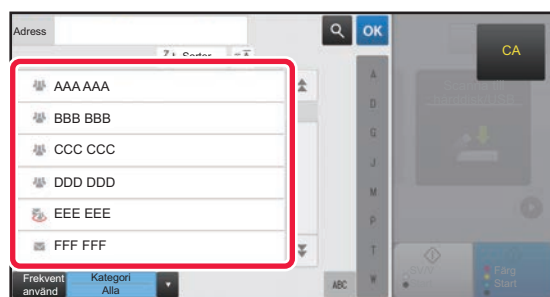 Adress
OK
CA
Sorter
A
AAA AAA
D
BBB BBB
G
CCC CCC
J
DDD DDD
M
EEE EEE
P
FFF FFF
T
Frekvent
använd
Kategori
Alla
ABC
W
Färg
Start